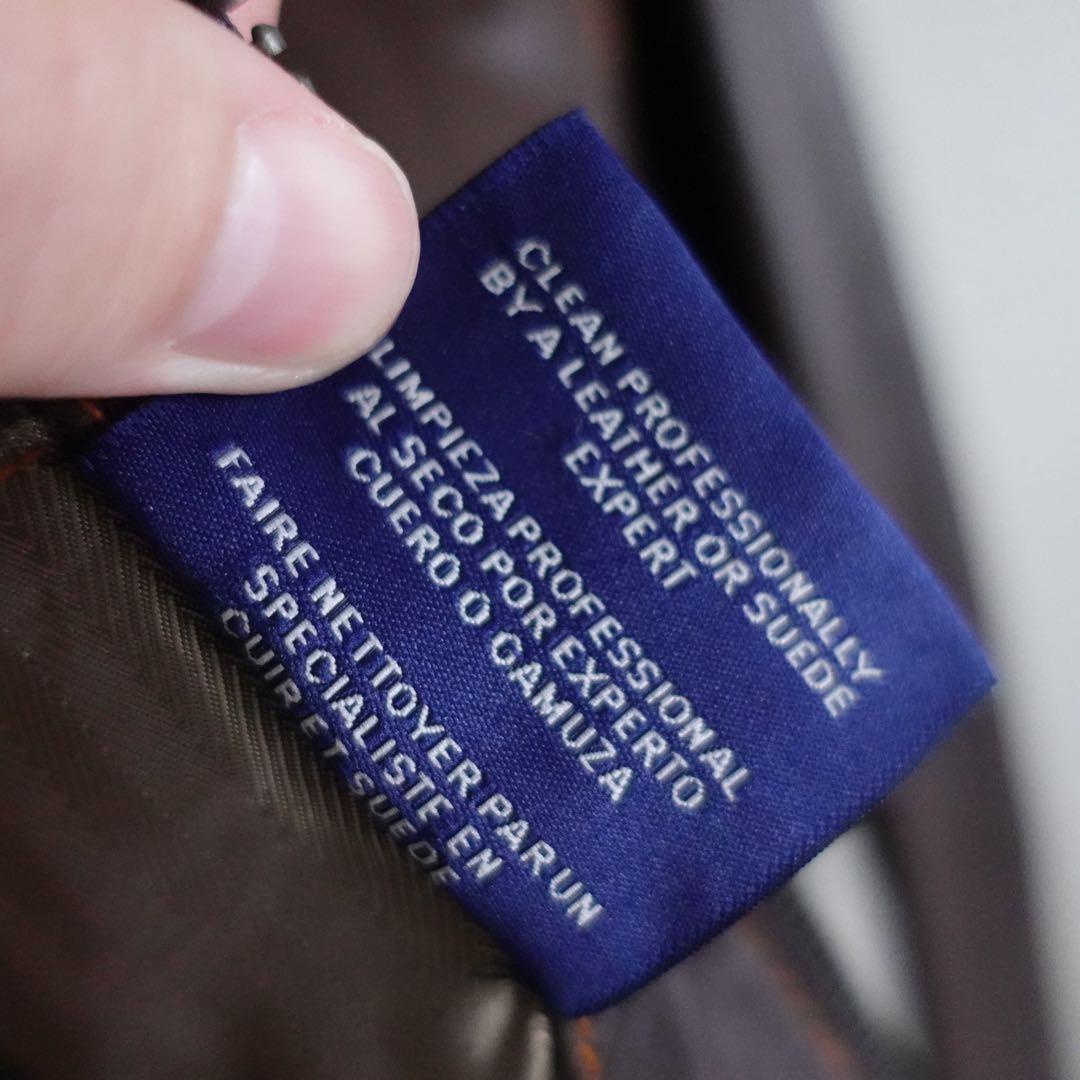 CLEAN PROFESSIONALLY
BY A LEATHER OR SUEDE
EXPERT
LIMPIEZA PROFESSIONAL
AL SECO POR EXPERTO
CUERO O GAMUZA
FAIRE NETTOYER PAR UN
SPECIALISTE EN
CUIR ET SUEDE